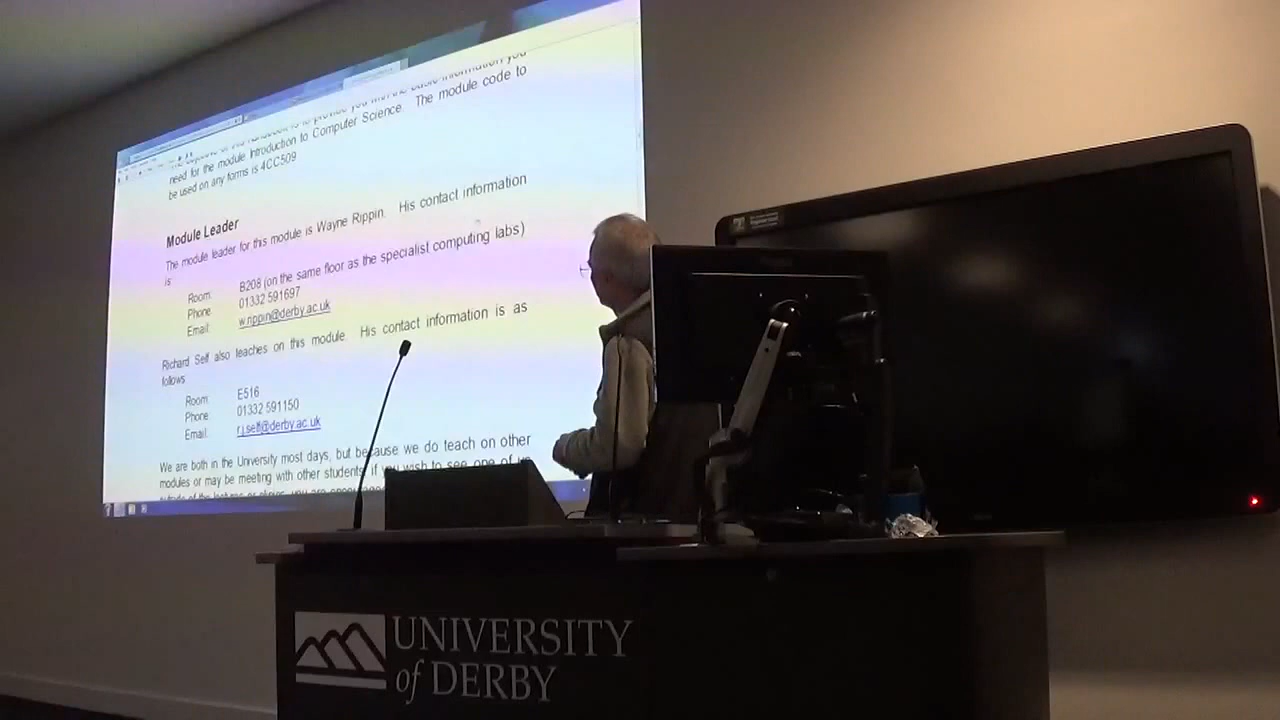 need for the module Introduction to Computer Science. The module code to
be used on any forms is 4CC509
Module Leader
The module leader for this module is Wayne Rippin. His contact information
is
Room: B208 (on the same floor as the specialist computing labs)
Phone 01332 591697
Email: w.rippin@derby.ac.uk
Richard Self also teaches on this module. His contact information is as
follows
Room: E516
Phone 01332 591150
Email: r.j.self@derby.ac.uk
We are both in the University most days, but because we do teach on other
modules or may be meeting with other students, if you wish to see one of us
UNIVERSITY
of DERBY